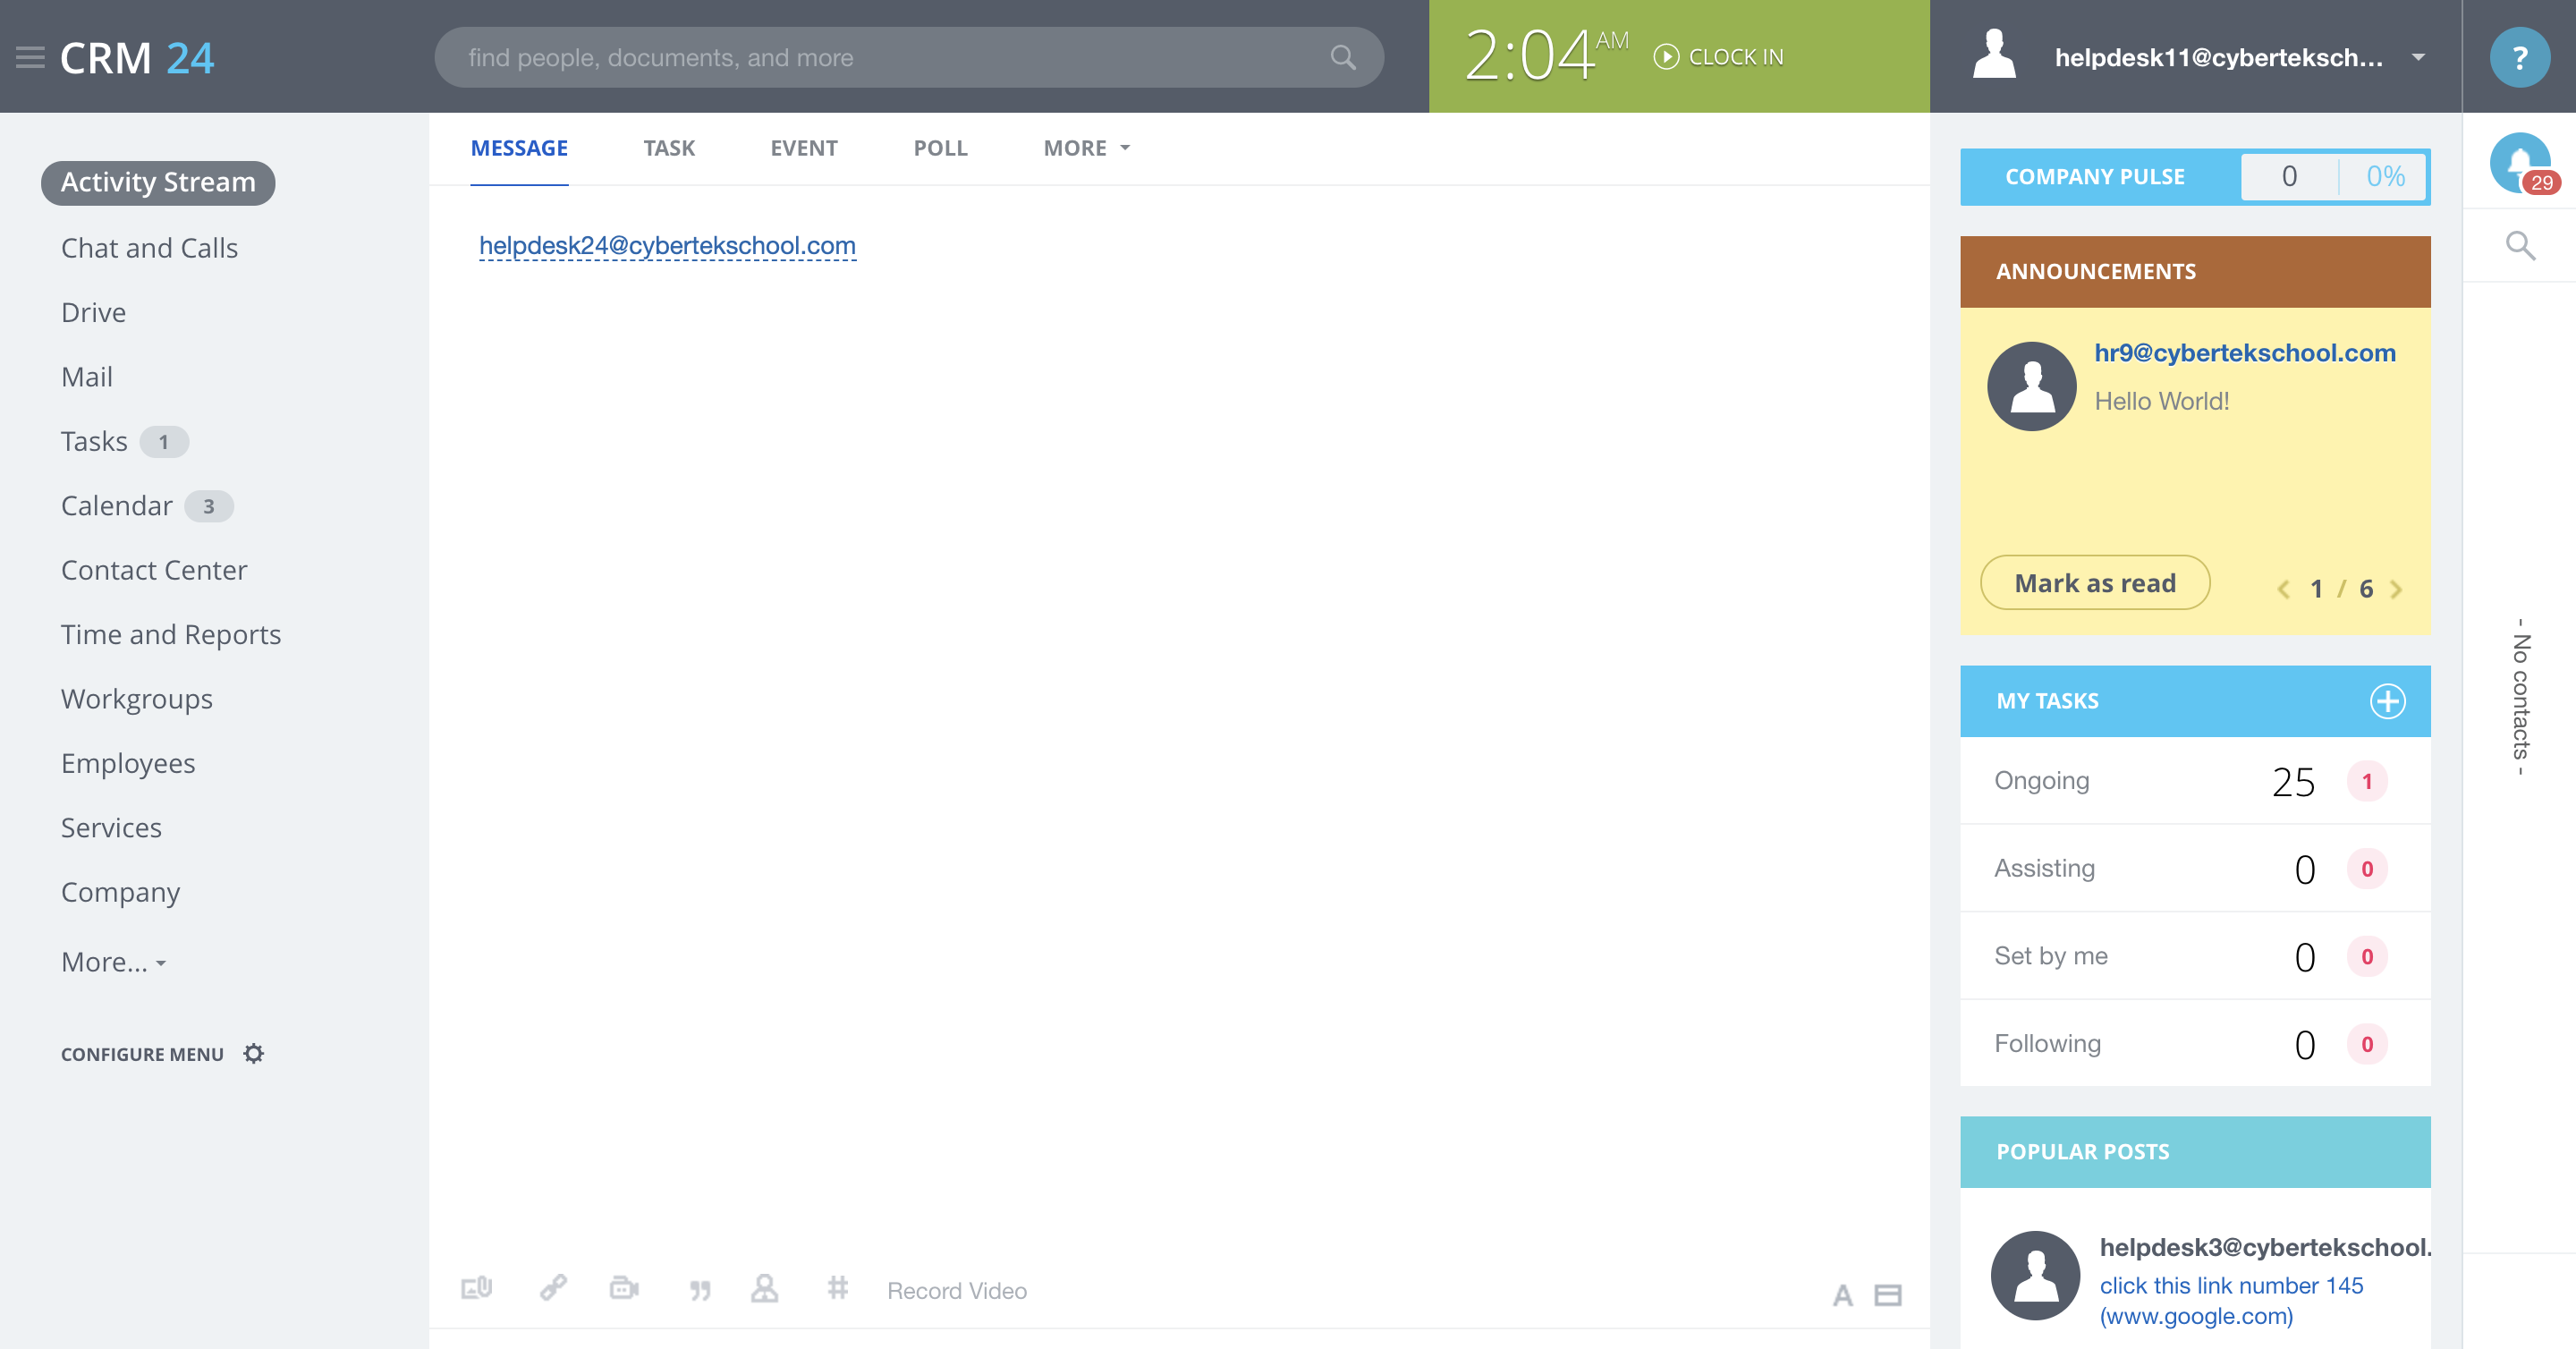 CRM 24
find people, documents, and more
2:04 AM CLOCK IN
helpdesk11@cyberteksch...
?
Activity Stream
Chat and Calls
Drive
Mail
Tasks 1
Calendar 3
Contact Center
Time and Reports
Workgroups
Employees
Services
Company
More...
CONFIGURE MENU
MESSAGE TASK EVENT POLL MORE
helpdesk24@cybertekschool.com
Record Video
A
COMPANY PULSE 0 0%
ANNOUNCEMENTS
hr9@cybertekschool.com
Hello World!
Mark as read 1 / 6
MY TASKS
Ongoing 25 1
Assisting 0 0
Set by me 0 0
Following 0 0
POPULAR POSTS
helpdesk3@cybertekschool.
click this link number 145
(www.google.com)
29
- No contacts -